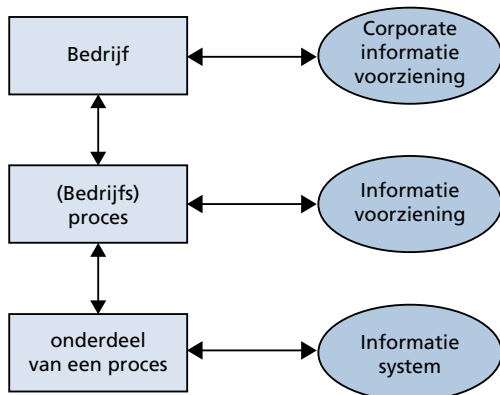 Bedrijf
Corporate
informatie
voorziening
(Bedrijfs)
proces
Informatie
voorziening
onderdeel
van een proces
Informatie
system